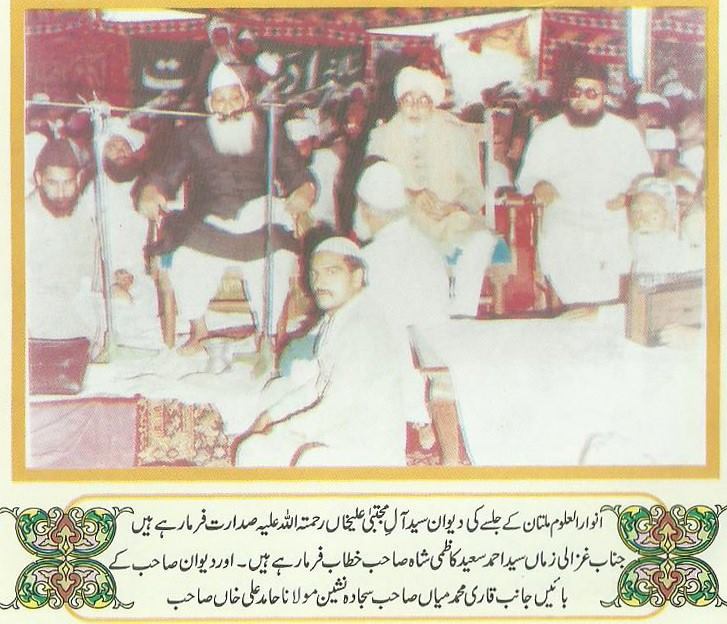 انوارالعلوم ملتان کے جلسے کی دیوان سید آلِ مجتبیٰ علیخاں رحمتہ اللہ علیہ صدارت فرما رہے ہیں
جناب غزالی زماں سید احمد سعید کاظمی شاہ صاحب خطاب فرما رہے ہیں۔ اور دیوان صاحب کے
بائیں جانب قاری محمد میاں صاحب سجادہ نشین مولانا حامد علی خاں صاحب